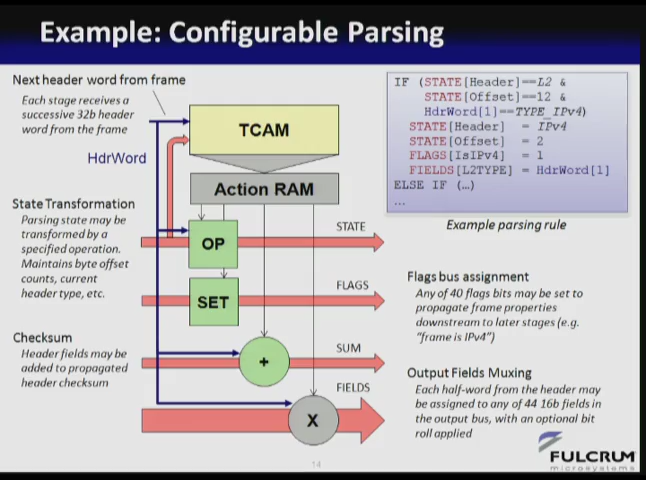 Example: Configurable Parsing
Next header word from frame
Each stage receives a
successive 32b header
word from the frame
HdrWord
State Transformation
Parsing state may be
transformed by a
specified operation.
Maintains byte offset
counts, current
header type, etc.
Checksum
Header fields may be
added to propagated
header checksum
TCAM
Action RAM
OP
SET
+
X
STATE
FLAGS
SUM
FIELDS
IF (STATE[Header]==L2 &
STATE[Offset]==12 &
HdrWord[1]==TYPE_IPv4)
STATE[Header] = IPv4
STATE[Offset] = 2
FLAGS[IsIPv4] = 1
FIELDS[L2TYPE] = HdrWord[1]
ELSE IF (…)
...
Example parsing rule
Flags bus assignment
Any of 40 flags bits may be set to
propagate frame properties
downstream to later stages (e.g.
"frame is IPv4")
Output Fields Muxing
Each half-word from the header may
be assigned to any of 44 16b fields in
the output bus, with an optional bit
roll applied
14
FULCRUM
microsystems